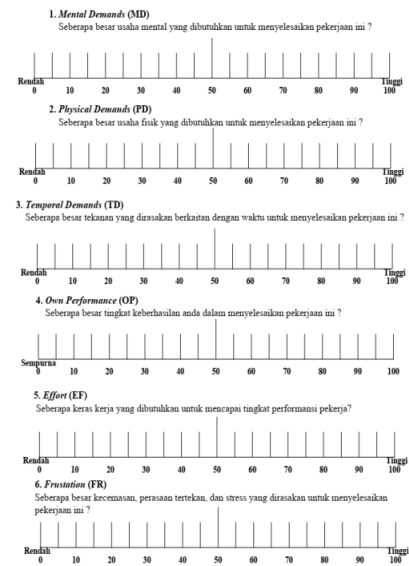 1. Mental Demands (MD)
Seberapa besar usaha mental yang dibutuhkan untuk menyelesaikan pekerjaan ini ?
Rendah Tinggi
0 10 20 30 40 50 60 70 80 90 100
2. Physical Demands (PD)
Seberapa besar usaha fisik yang dibutuhkan untuk menyelesaikan pekerjaan ini ?
Rendah Tinggi
0 10 20 30 40 50 60 70 80 90 100
3. Temporal Demands (TD)
Seberapa besar tekanan yang dirasakan berkaitan dengan waktu untuk menyelesaikan pekerjaan ini ?
Rendah Tinggi
0 10 20 30 40 50 60 70 80 90 100
4. Own Performance (OP)
Seberapa besar tingkat keberhasilan anda dalam menyelesaikan pekerjaan ini ?
Sempurna
0 10 20 30 40 50 60 70 80 90 100
5. Effort (EF)
Seberapa keras kerja yang dibutuhkan untuk mencapai tingkat performansi pekerja?
Rendah Tinggi
0 10 20 30 40 50 60 70 80 90 100
6. Frustation (FR)
Seberapa besar kecemasan, perasaan tertekan, dan stress yang dirasakan untuk menyelesaikan
pekerjaan ini ?
Rendah Tinggi
0 10 20 30 40 50 60 70 80 90 100